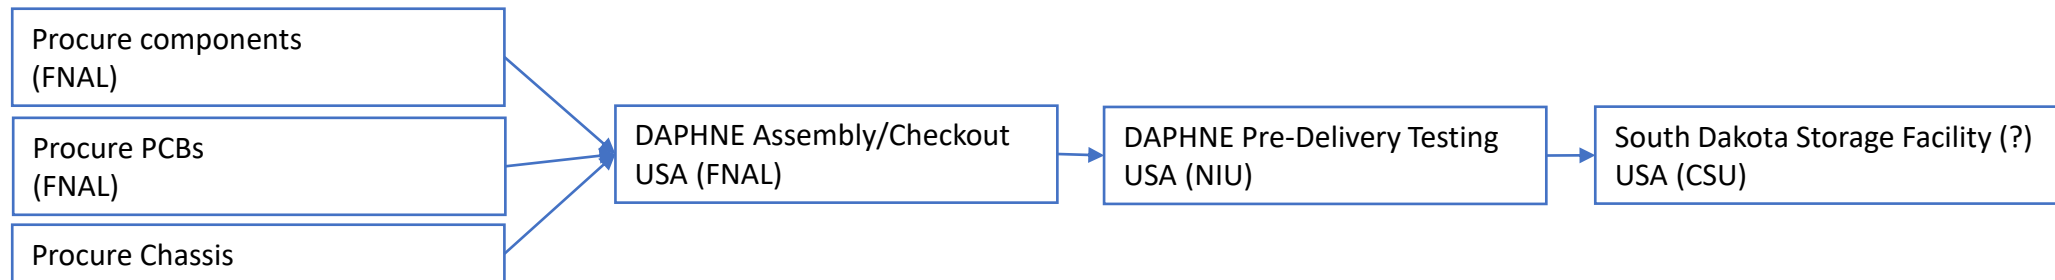 Procure components
(FNAL)
Procure PCBs
(FNAL)
Procure Chassis
DAPHNE Assembly/Checkout
USA (FNAL)
DAPHNE Pre-Delivery Testing
USA (NIU)
South Dakota Storage Facility (?)
USA (CSU)